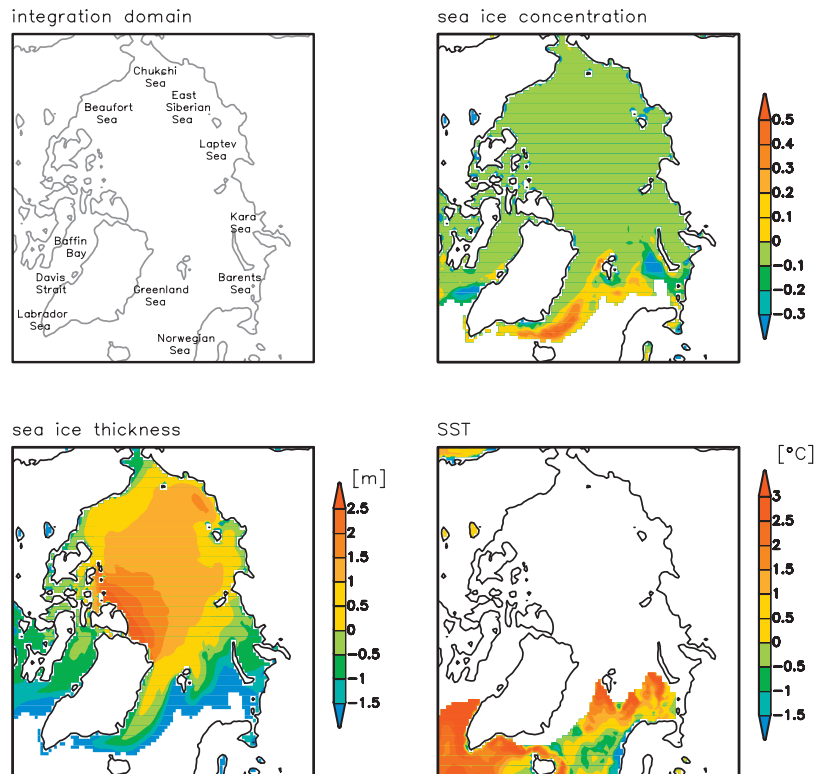 integration domain
Chukchi
Sea
East
Siberian
Sea
Beaufort
Sea
Laptev
Sea
Kara
Sea
Baffin
Bay
Davis
Strait
Greenland
Sea
Barents
Sea
Labrador
Sea
Norwegian
Sea
sea ice concentration
0.5
0.4
0.3
0.2
0.1
0
−0.1
−0.2
−0.3
sea ice thickness
[m]
2.5
2
1.5
1
0.5
0
−0.5
−1
−1.5
SST
[°C]
3
2.5
2
1.5
1
0.5
0
−0.5
−1
−1.5